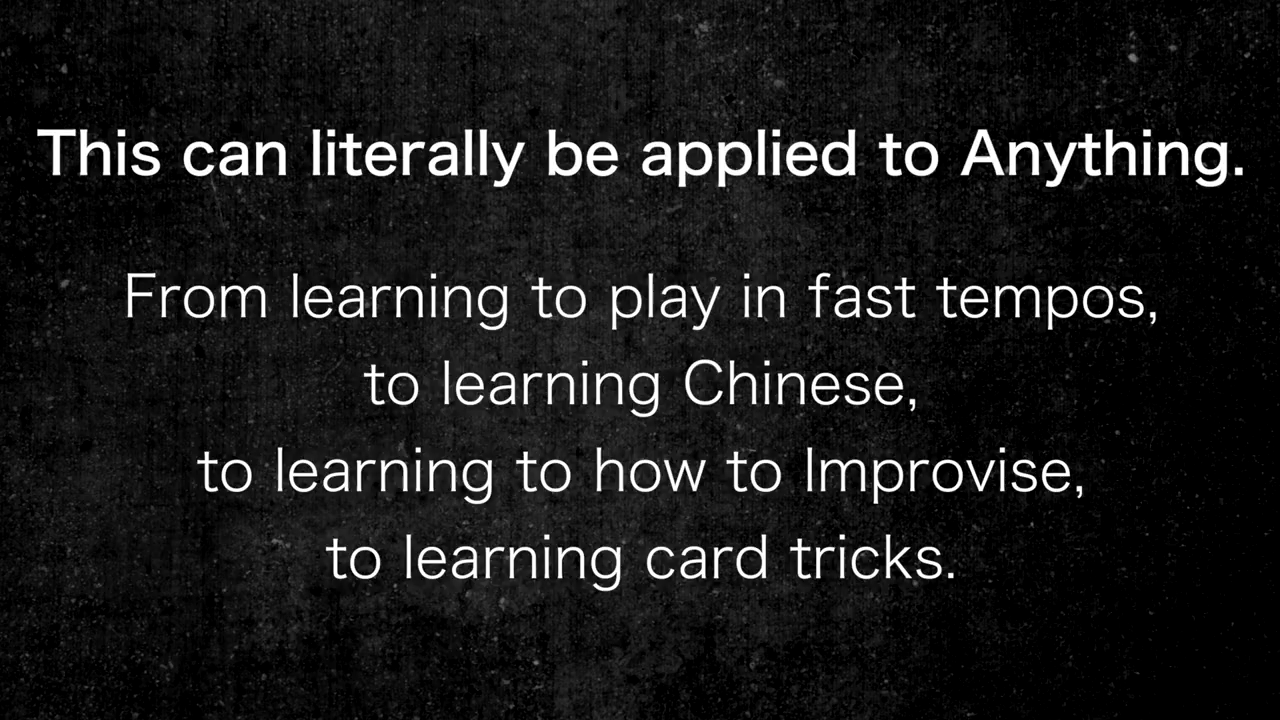 This can literally be applied to Anything.
From learning to play in fast tempos,
to learning Chinese,
to learning to how to Improvise,
to learning card tricks.